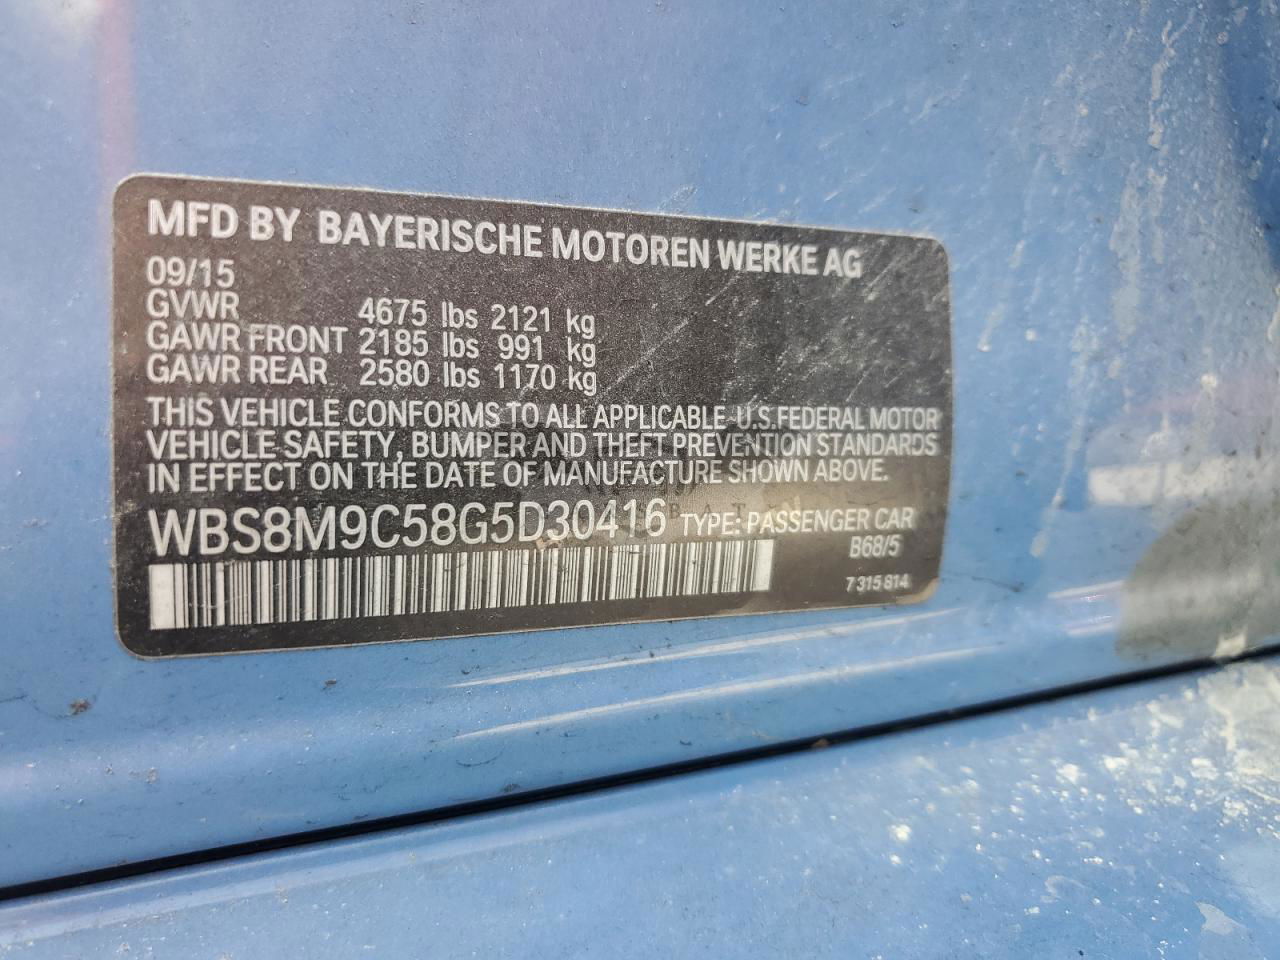 MFD BY BAYERISCHE MOTOREN WERKE AG
09/15
GVWR 4675 lbs 2121 kg
GAWR FRONT 2185 lbs 991 kg
GAWR REAR 2580 lbs 1170 kg
THIS VEHICLE CONFORMS TO ALL APPLICABLE U.S. FEDERAL MOTOR
VEHICLE SAFETY, BUMPER AND THEFT PREVENTION STANDARDS
IN EFFECT ON THE DATE OF MANUFACTURE SHOWN ABOVE.
WBS8M9C58G5D30416 TYPE: PASSENGER CAR
B68/5
7 315 814